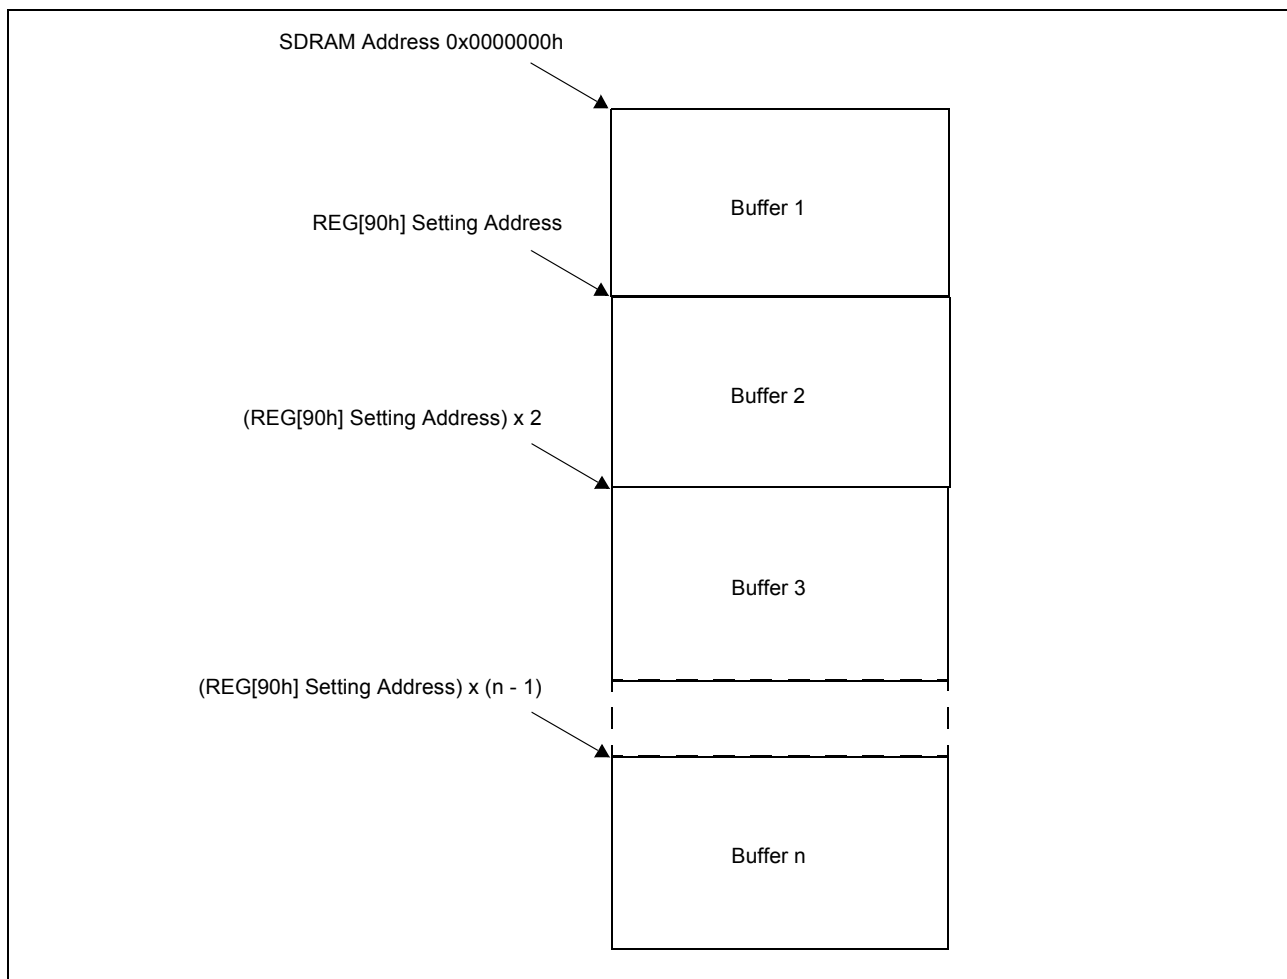 SDRAM Address 0x0000000h
Buffer 1
REG[90h] Setting Address
Buffer 2
(REG[90h] Setting Address) x 2
Buffer 3
(REG[90h] Setting Address) x (n - 1)
Buffer n